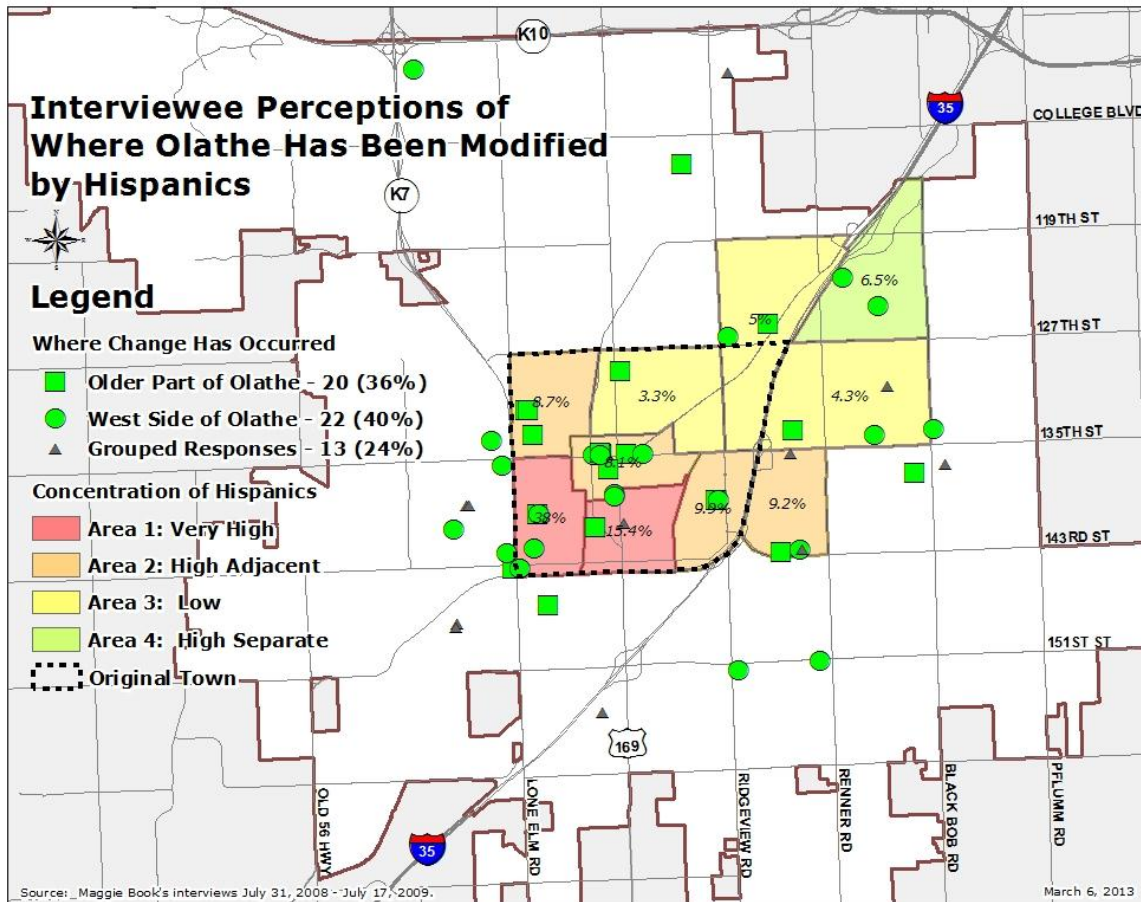 K10
Interviewee Perceptions of
Where Olathe Has Been Modified
by Hispanics
35
COLLEGE BLVD
K7
119TH ST
6.5%
Legend
5%
127TH ST
Where Change Has Occurred
Older Part of Olathe - 20 (36%)
8.7%
3.3%
4.3%
West Side of Olathe - 22 (40%)
135TH ST
Grouped Responses - 13 (24%)
8.1%
Concentration of Hispanics
9.9%
9.2%
38%
15.4%
Area 1: Very High
143RD ST
Area 2: High Adjacent
Area 3: Low
Area 4: High Separate
151ST ST
Original Town
169
OLD 56 HWY
LONE ELM RD
RIDGEVIEW RD
RENNER RD
BLACK BOB RD
PFLUMM RD
35
Source: Maggie Book's interviews July 31, 2008 - July 17, 2009.
March 6, 2013